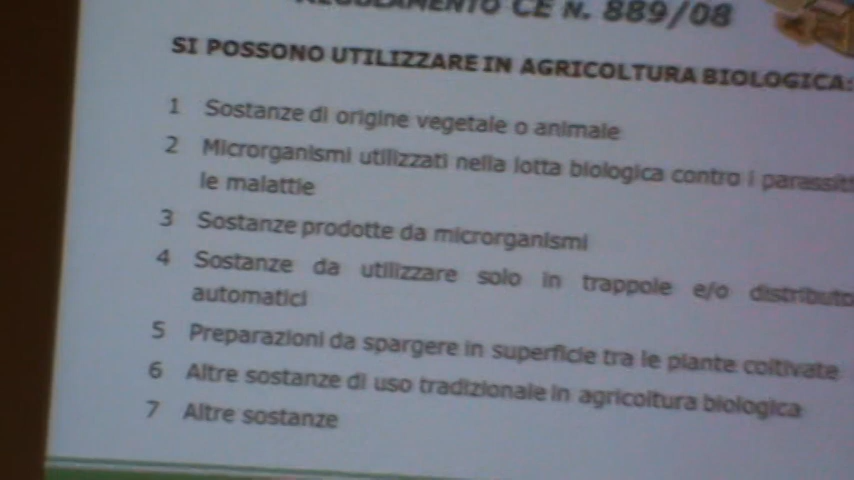 REGOLAMENTO CE N. 889/08
SI POSSONO UTILIZZARE IN AGRICOLTURA BIOLOGICA:
1 Sostanze di origine vegetale o animale
2 Microrganismi utilizzati nella lotta biologica contro i parassiti
le malattie
3 Sostanze prodotte da microrganismi
4 Sostanze da utilizzare solo in trappole e/o distributo
automatici
5 Preparazioni da spargere in superficie tra le piante coltivate
6 Altre sostanze di uso tradizionale in agricoltura biologica
7 Altre sostanze